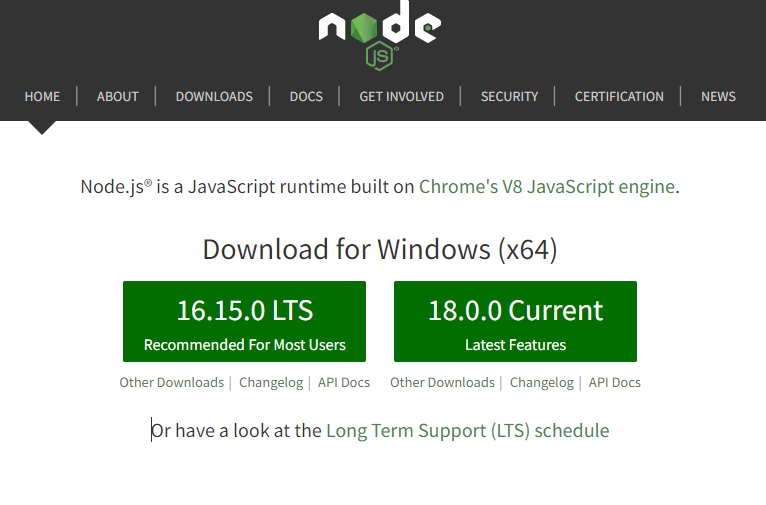 node
JS
HOME | ABOUT | DOWNLOADS | DOCS | GET INVOLVED | SECURITY | CERTIFICATION | NEWS
Node.js® is a JavaScript runtime built on Chrome's V8 JavaScript engine.
Download for Windows (x64)
16.15.0 LTS 18.0.0 Current
Recommended For Most Users Latest Features
Other Downloads | Changelog | API Docs Other Downloads | Changelog | API Docs
Or have a look at the Long Term Support (LTS) schedule